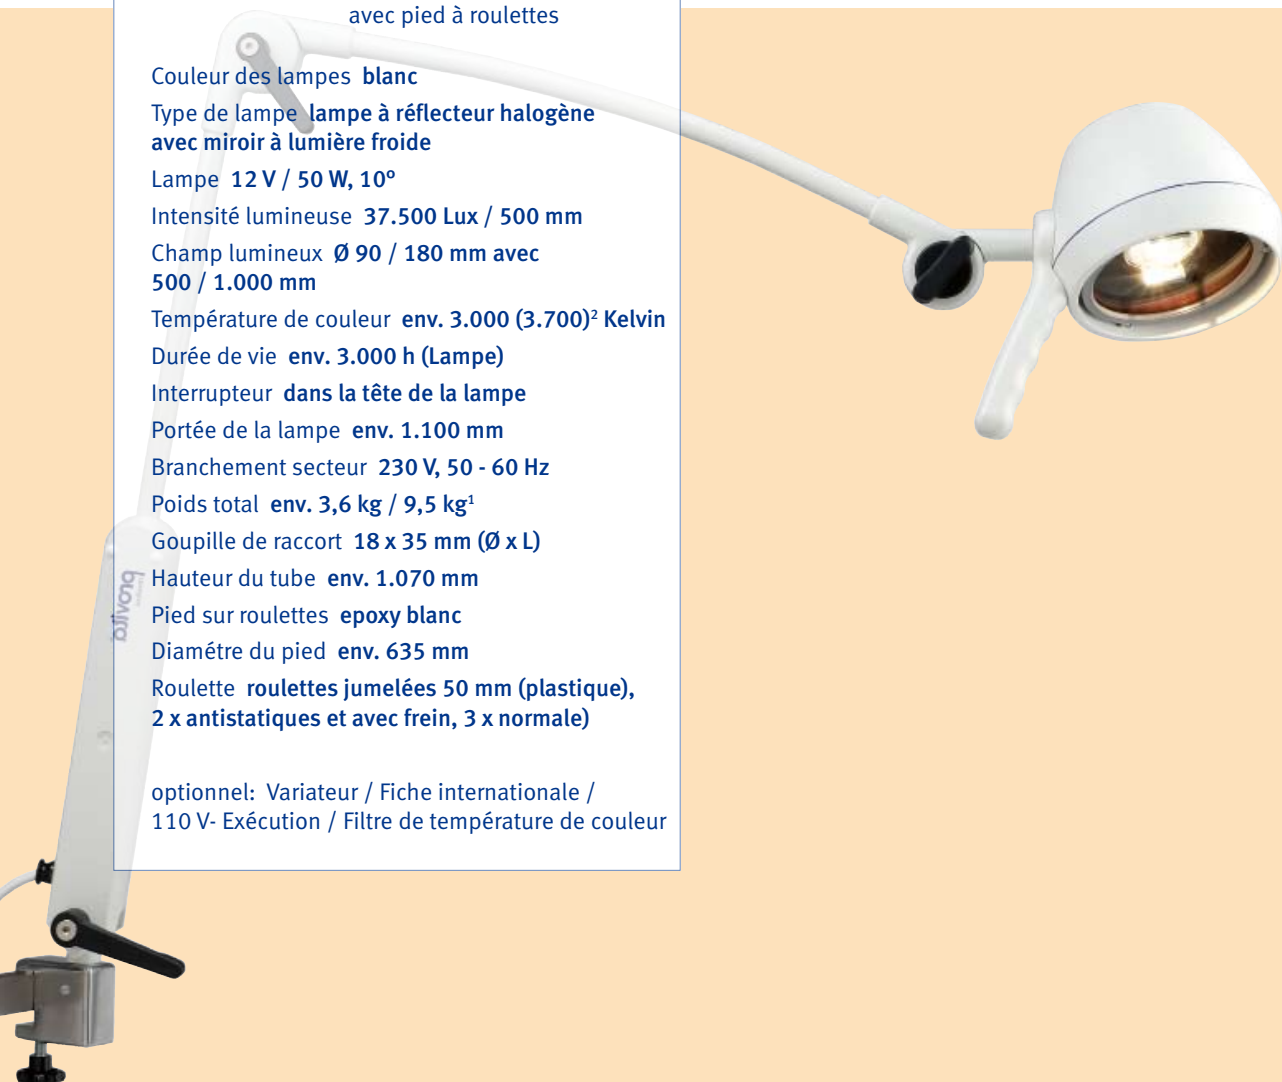 avec pied à roulettes
Couleur des lampes blanc
Type de lampe lampe à réflecteur halogène
avec miroir à lumière froide
Lampe 12 V / 50 W, 10°
Intensité lumineuse 37.500 Lux / 500 mm
Champ lumineux Ø 90 / 180 mm avec
500 / 1.000 mm
Température de couleur env. 3.000 (3.700)² Kelvin
Durée de vie env. 3.000 h (Lampe)
Interrupteur dans la tête de la lampe
Portée de la lampe env. 1.100 mm
Branchement secteur 230 V, 50 - 60 Hz
Poids total env. 3,6 kg / 9,5 kg¹
Goupille de raccort 18 x 35 mm (Ø x L)
Hauteur du tube env. 1.070 mm
Pied sur roulettes epoxy blanc
Diamétre du pied env. 635 mm
Roulette roulettes jumelées 50 mm (plastique),
2 x antistatiques et avec frein, 3 x normale)
optionnel: Variateur / Fiche internationale /
110 V- Exécution / Filtre de température de couleur
provita